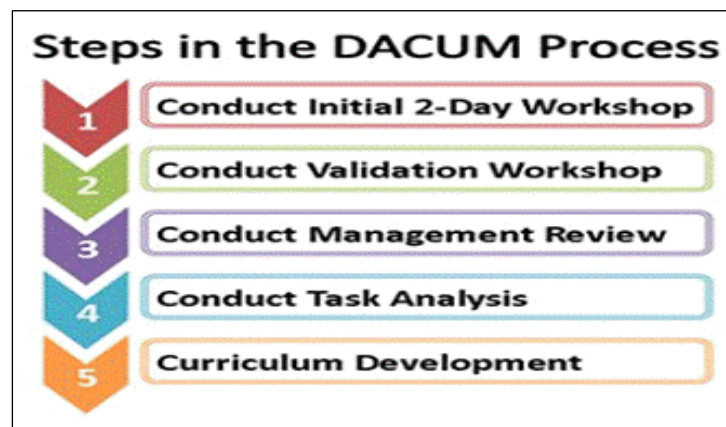 Steps in the DACUM Process
1 Conduct Initial 2-Day Workshop
2 Conduct Validation Workshop
3 Conduct Management Review
4 Conduct Task Analysis
5 Curriculum Development